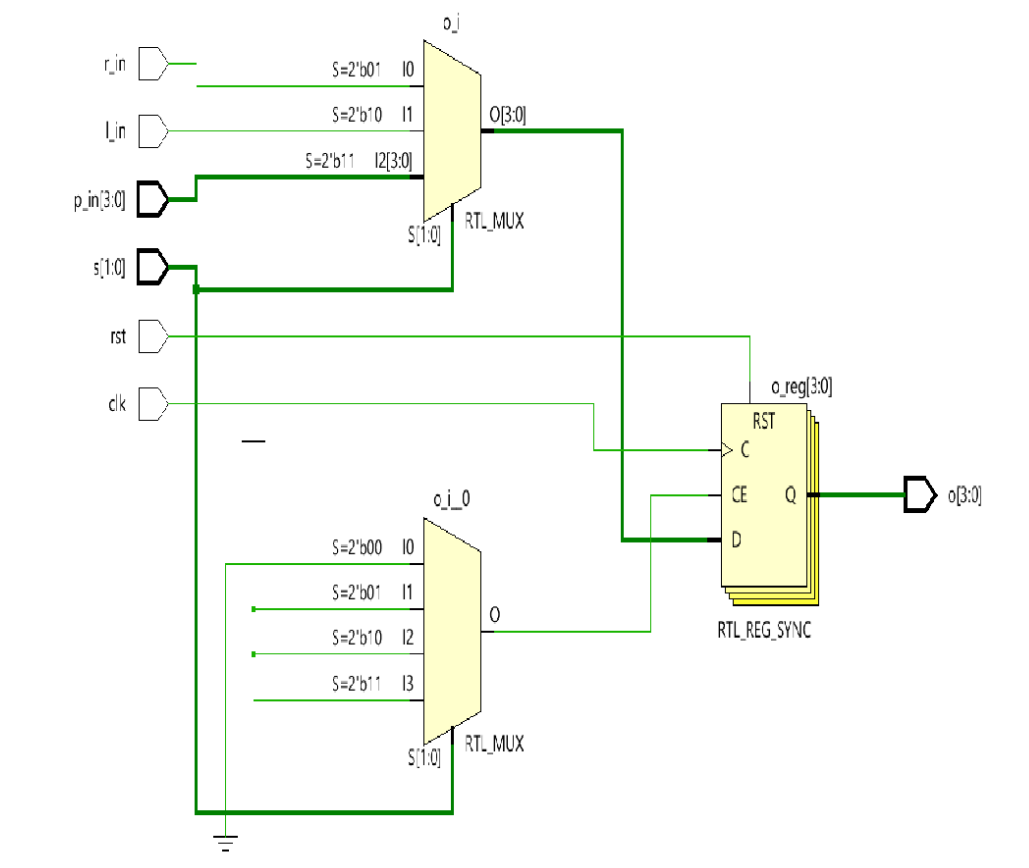 o_i
r_in
S=2'b01 I0
l_in
S=2'b10 I1
O[3:0]
S=2'b11 I2[3:0]
p_in[3:0]
S[1:0]
RTL_MUX
s[1:0]
rst
o_reg[3:0]
clk
RST
C
o_i__0
CE
Q
o[3:0]
D
S=2'b00 I0
S=2'b01 I1
O
S=2'b10 I2
RTL_REG_SYNC
S=2'b11 I3
S[1:0]
RTL_MUX